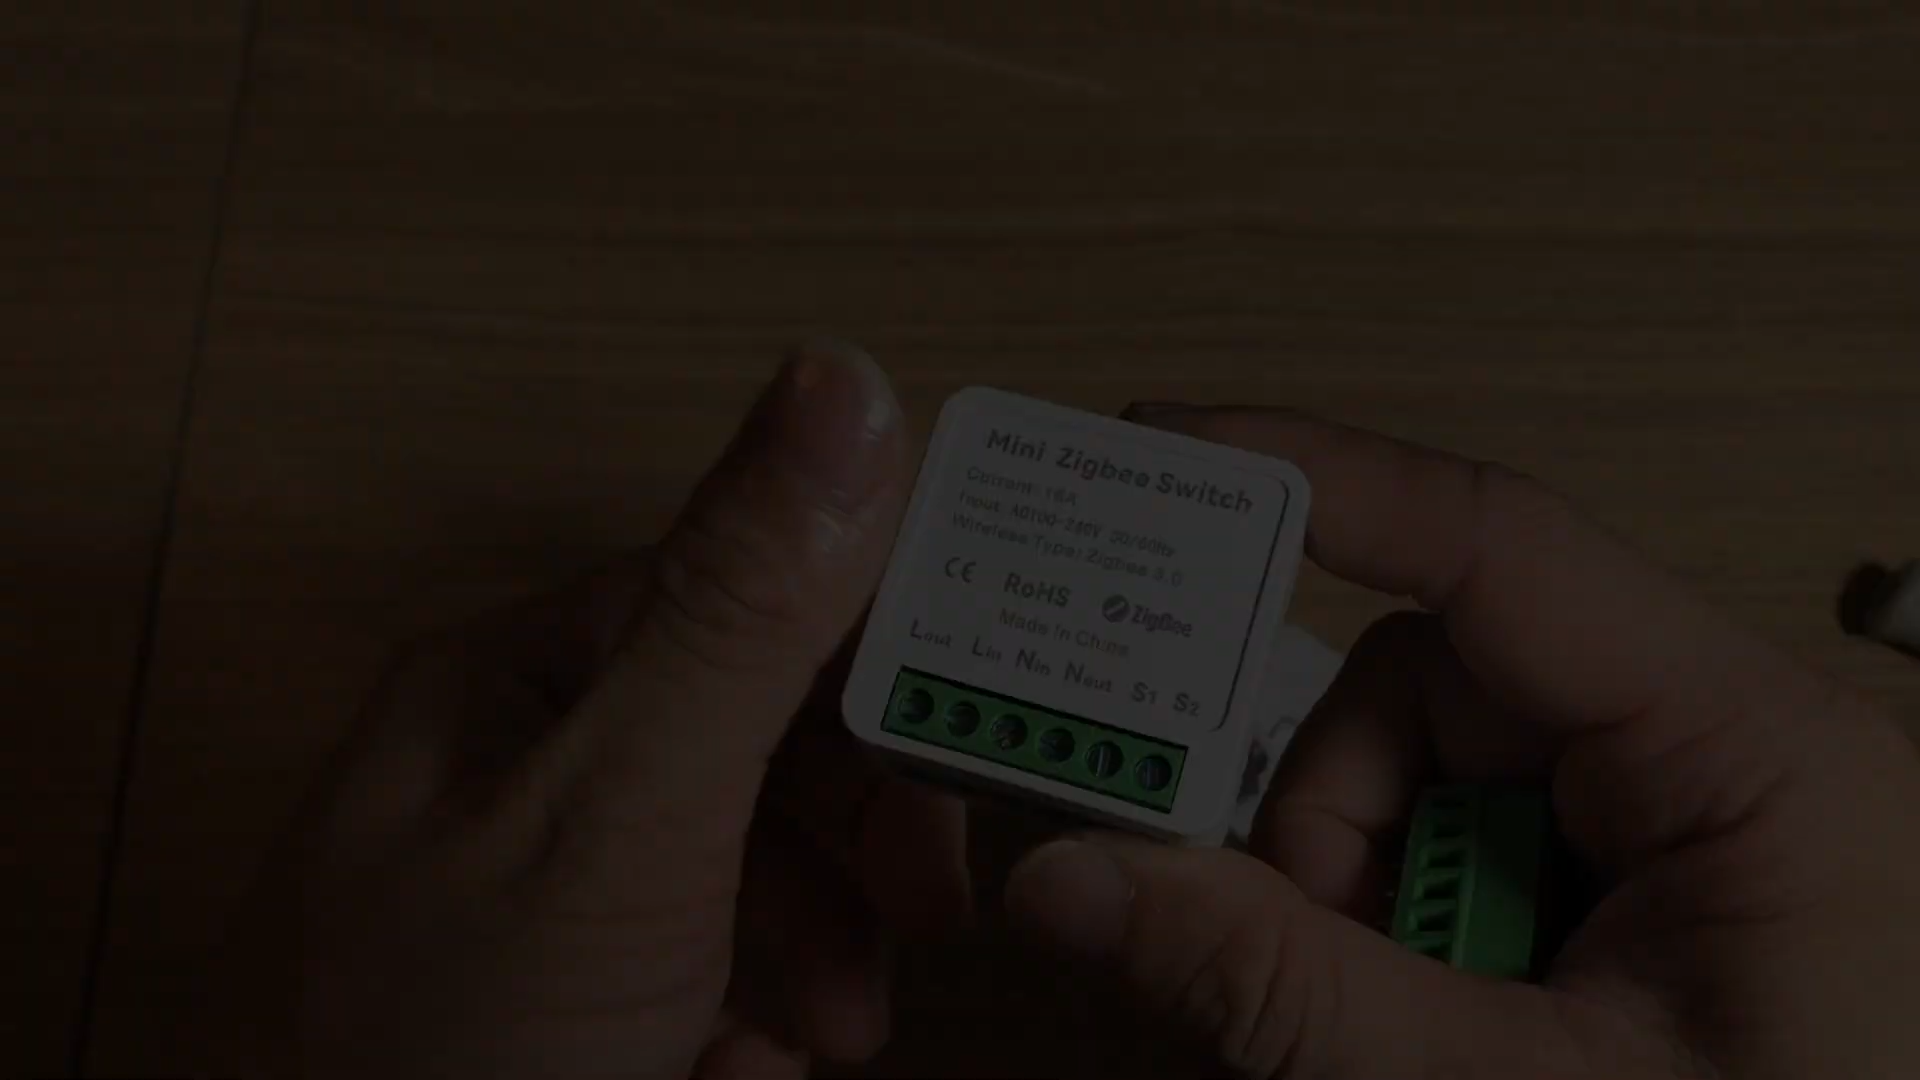 Mini Zigbee Switch
Current: 16A
Input: AC100-240V 50/60Hz
Wireless Type: Zigbee 3.0
CE RoHS ZigBee
Made in China
Lout Lin Nin Nout S1 S2